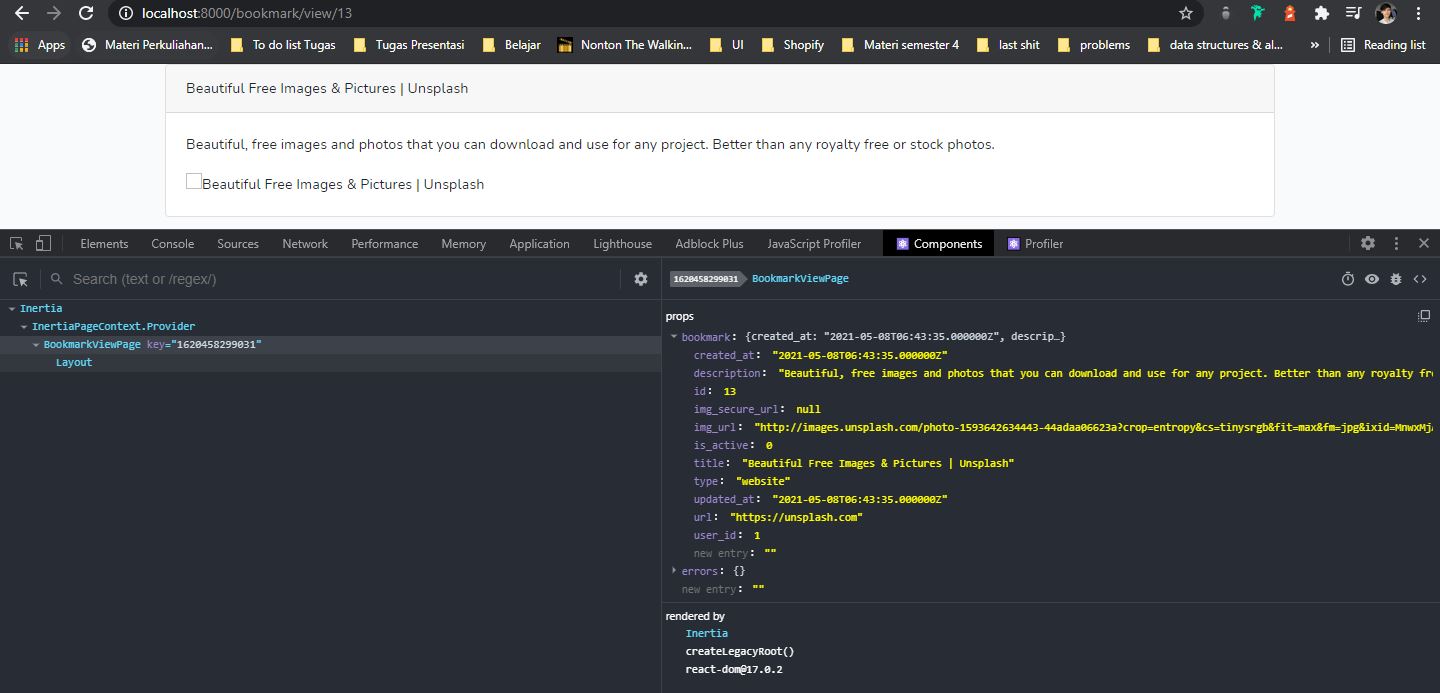 localhost:8000/bookmark/view/13
Apps Materi Perkuliahan... To do list Tugas Tugas Presentasi Belajar Nonton The Walkin... UI Shopify Materi semester 4 last shit problems data structures & al... » Reading list
Beautiful Free Images & Pictures | Unsplash
Beautiful, free images and photos that you can download and use for any project. Better than any royalty free or stock photos.
Beautiful Free Images & Pictures | Unsplash
Elements Console Sources Network Performance Memory Application Lighthouse Adblock Plus JavaScript Profiler Components Profiler
Search (text or /regex/)
Inertia
InertiaPageContext.Provider
BookmarkViewPage key="1620458299031"
Layout
1620458299031 BookmarkViewPage
props
bookmark: {created_at: "2021-05-08T06:43:35.000000Z", descrip…}
created_at: "2021-05-08T06:43:35.000000Z"
description: "Beautiful, free images and photos that you can download and use for any project. Better than any royalty fr
id: 13
img_secure_url: null
img_url: "http://images.unsplash.com/photo-1593642634443-44adaa06623a?crop=entropy&cs=tinysrgb&fit=max&fm=jpg&ixid=MnwxMj
is_active: 0
title: "Beautiful Free Images & Pictures | Unsplash"
type: "website"
updated_at: "2021-05-08T06:43:35.000000Z"
url: "https://unsplash.com"
user_id: 1
new entry: ""
errors: {}
new entry: ""
rendered by
Inertia
createLegacyRoot()
react-dom@17.0.2